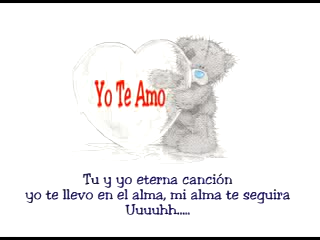 Yo Te Amo
Tu y yo eterna canción
yo te llevo en el alma, mi alma te seguira
Uuuuhh.....